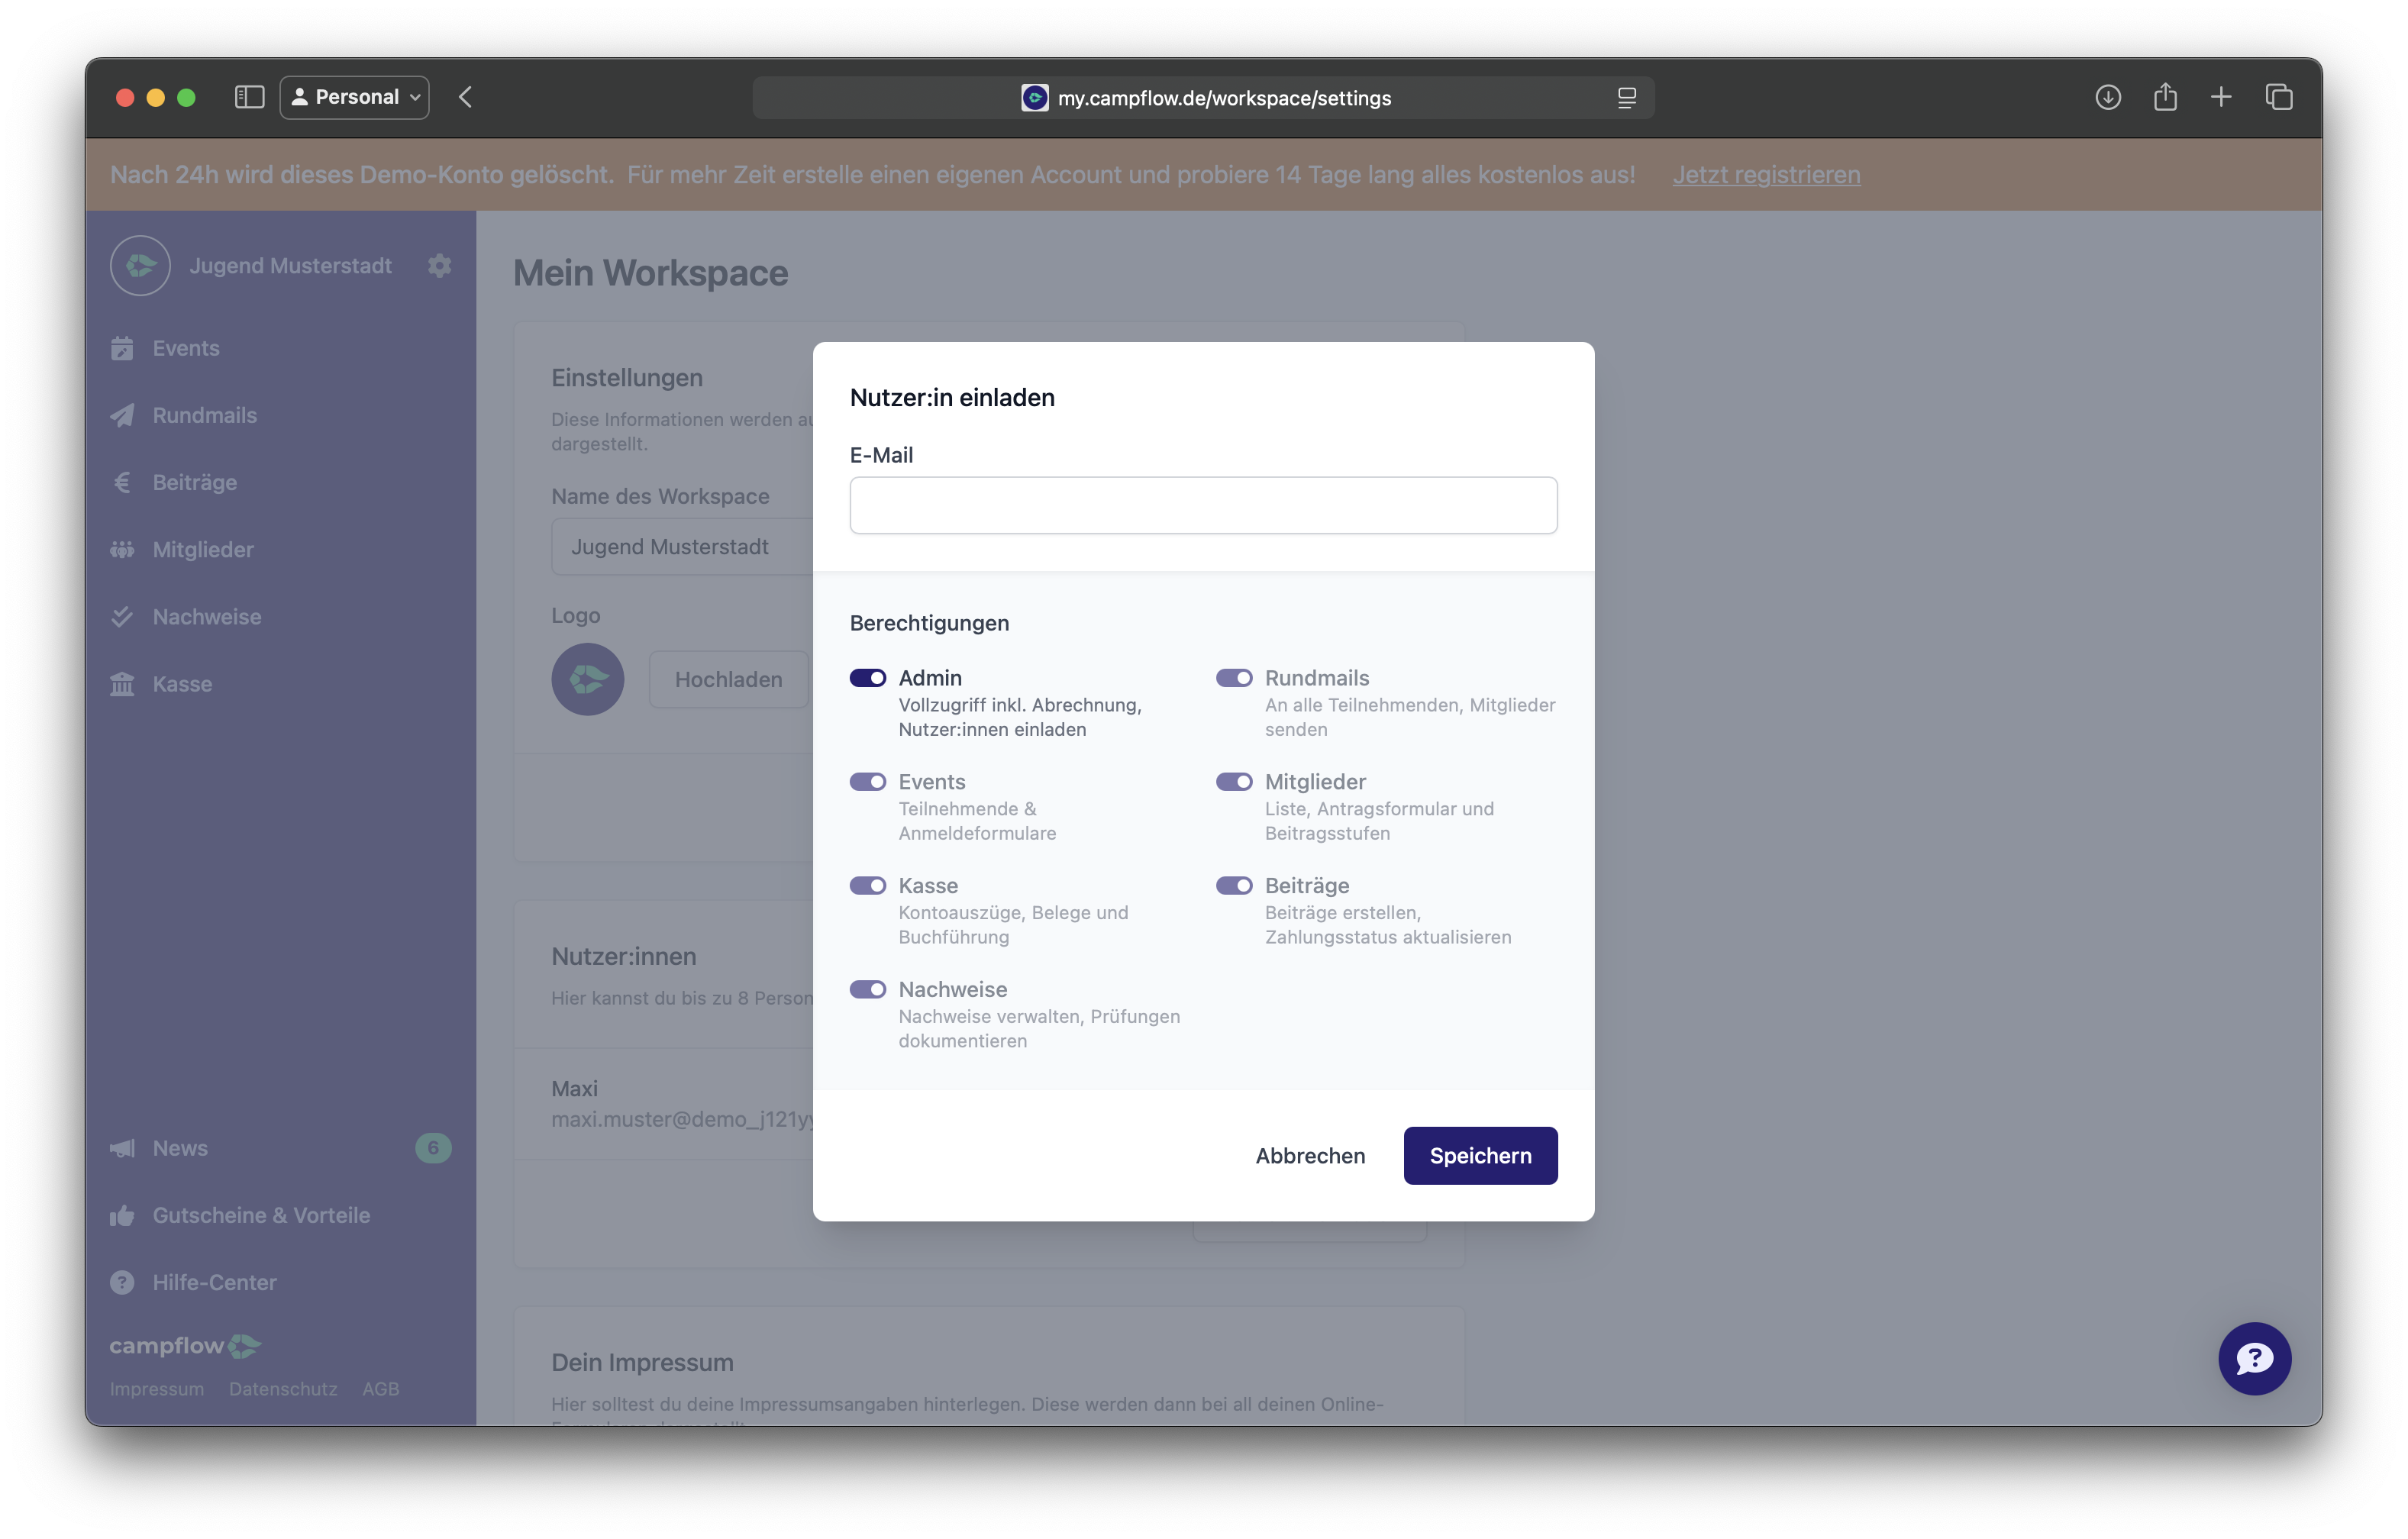 Personal
my.campflow.de/workspace/settings
Nach 24h wird dieses Demo-Konto gelöscht. Für mehr Zeit erstelle einen eigenen Account und probiere 14 Tage lang alles kostenlos aus! Jetzt registrieren
Jugend Musterstadt
Events
Rundmails
Beiträge
Mitglieder
Nachweise
Kasse
News 6
Gutscheine & Vorteile
Hilfe-Center
campflow
Impressum Datenschutz AGB
Mein Workspace
Einstellungen
Diese Informationen werden
dargestellt.
Name des Workspace
Jugend Musterstadt
Logo
Hochladen
Nutzer:innen
Hier kannst du bis zu 8 Person
Maxi
maxi.muster@demo_j121y
Dein Impressum
Hier solltest du deine Impressumsangaben hinterlegen. Diese werden dann bei all deinen Online-
Nutzer:in einladen
E-Mail
Berechtigungen
Admin
Vollzugriff inkl. Abrechnung,
Nutzer:innen einladen
Rundmails
An alle Teilnehmenden, Mitglieder
senden
Events
Teilnehmende &
Anmeldeformulare
Mitglieder
Liste, Antragsformular und
Beitragsstufen
Kasse
Kontoauszüge, Belege und
Buchführung
Beiträge
Beiträge erstellen,
Zahlungsstatus aktualisieren
Nachweise
Nachweise verwalten, Prüfungen
dokumentieren
Abbrechen
Speichern